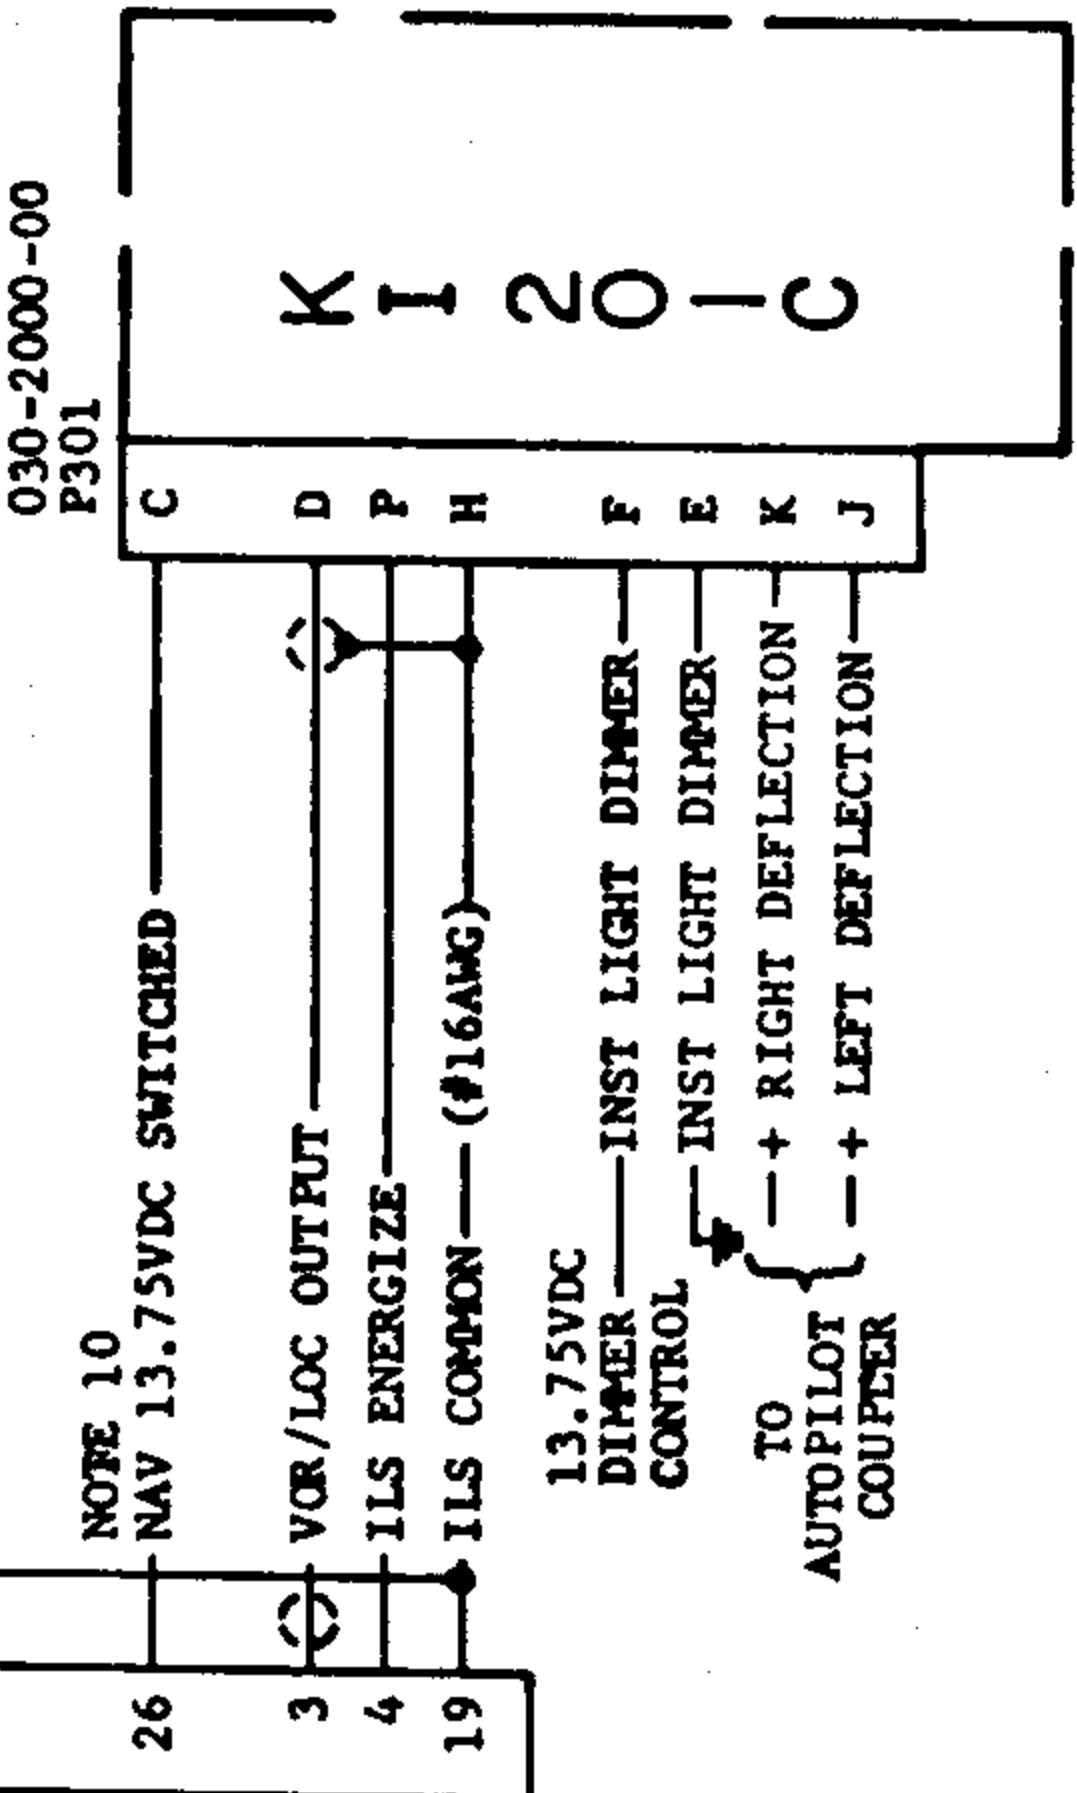 030-2000-00
P301
NOTE 10
26 NAV 13.75VDC SWITCHED C
3 VOR/LOC OUTPUT D
4 ILS ENERGIZE P
19 ILS COMMON (#16AWG) H
13.75VDC
DIMMER INST LIGHT DIMMER F
CONTROL
INST LIGHT DIMMER E
+ RIGHT DEFLECTION K
+ LEFT DEFLECTION J
TO
AUTOPILOT
COUPLER
KI 201C